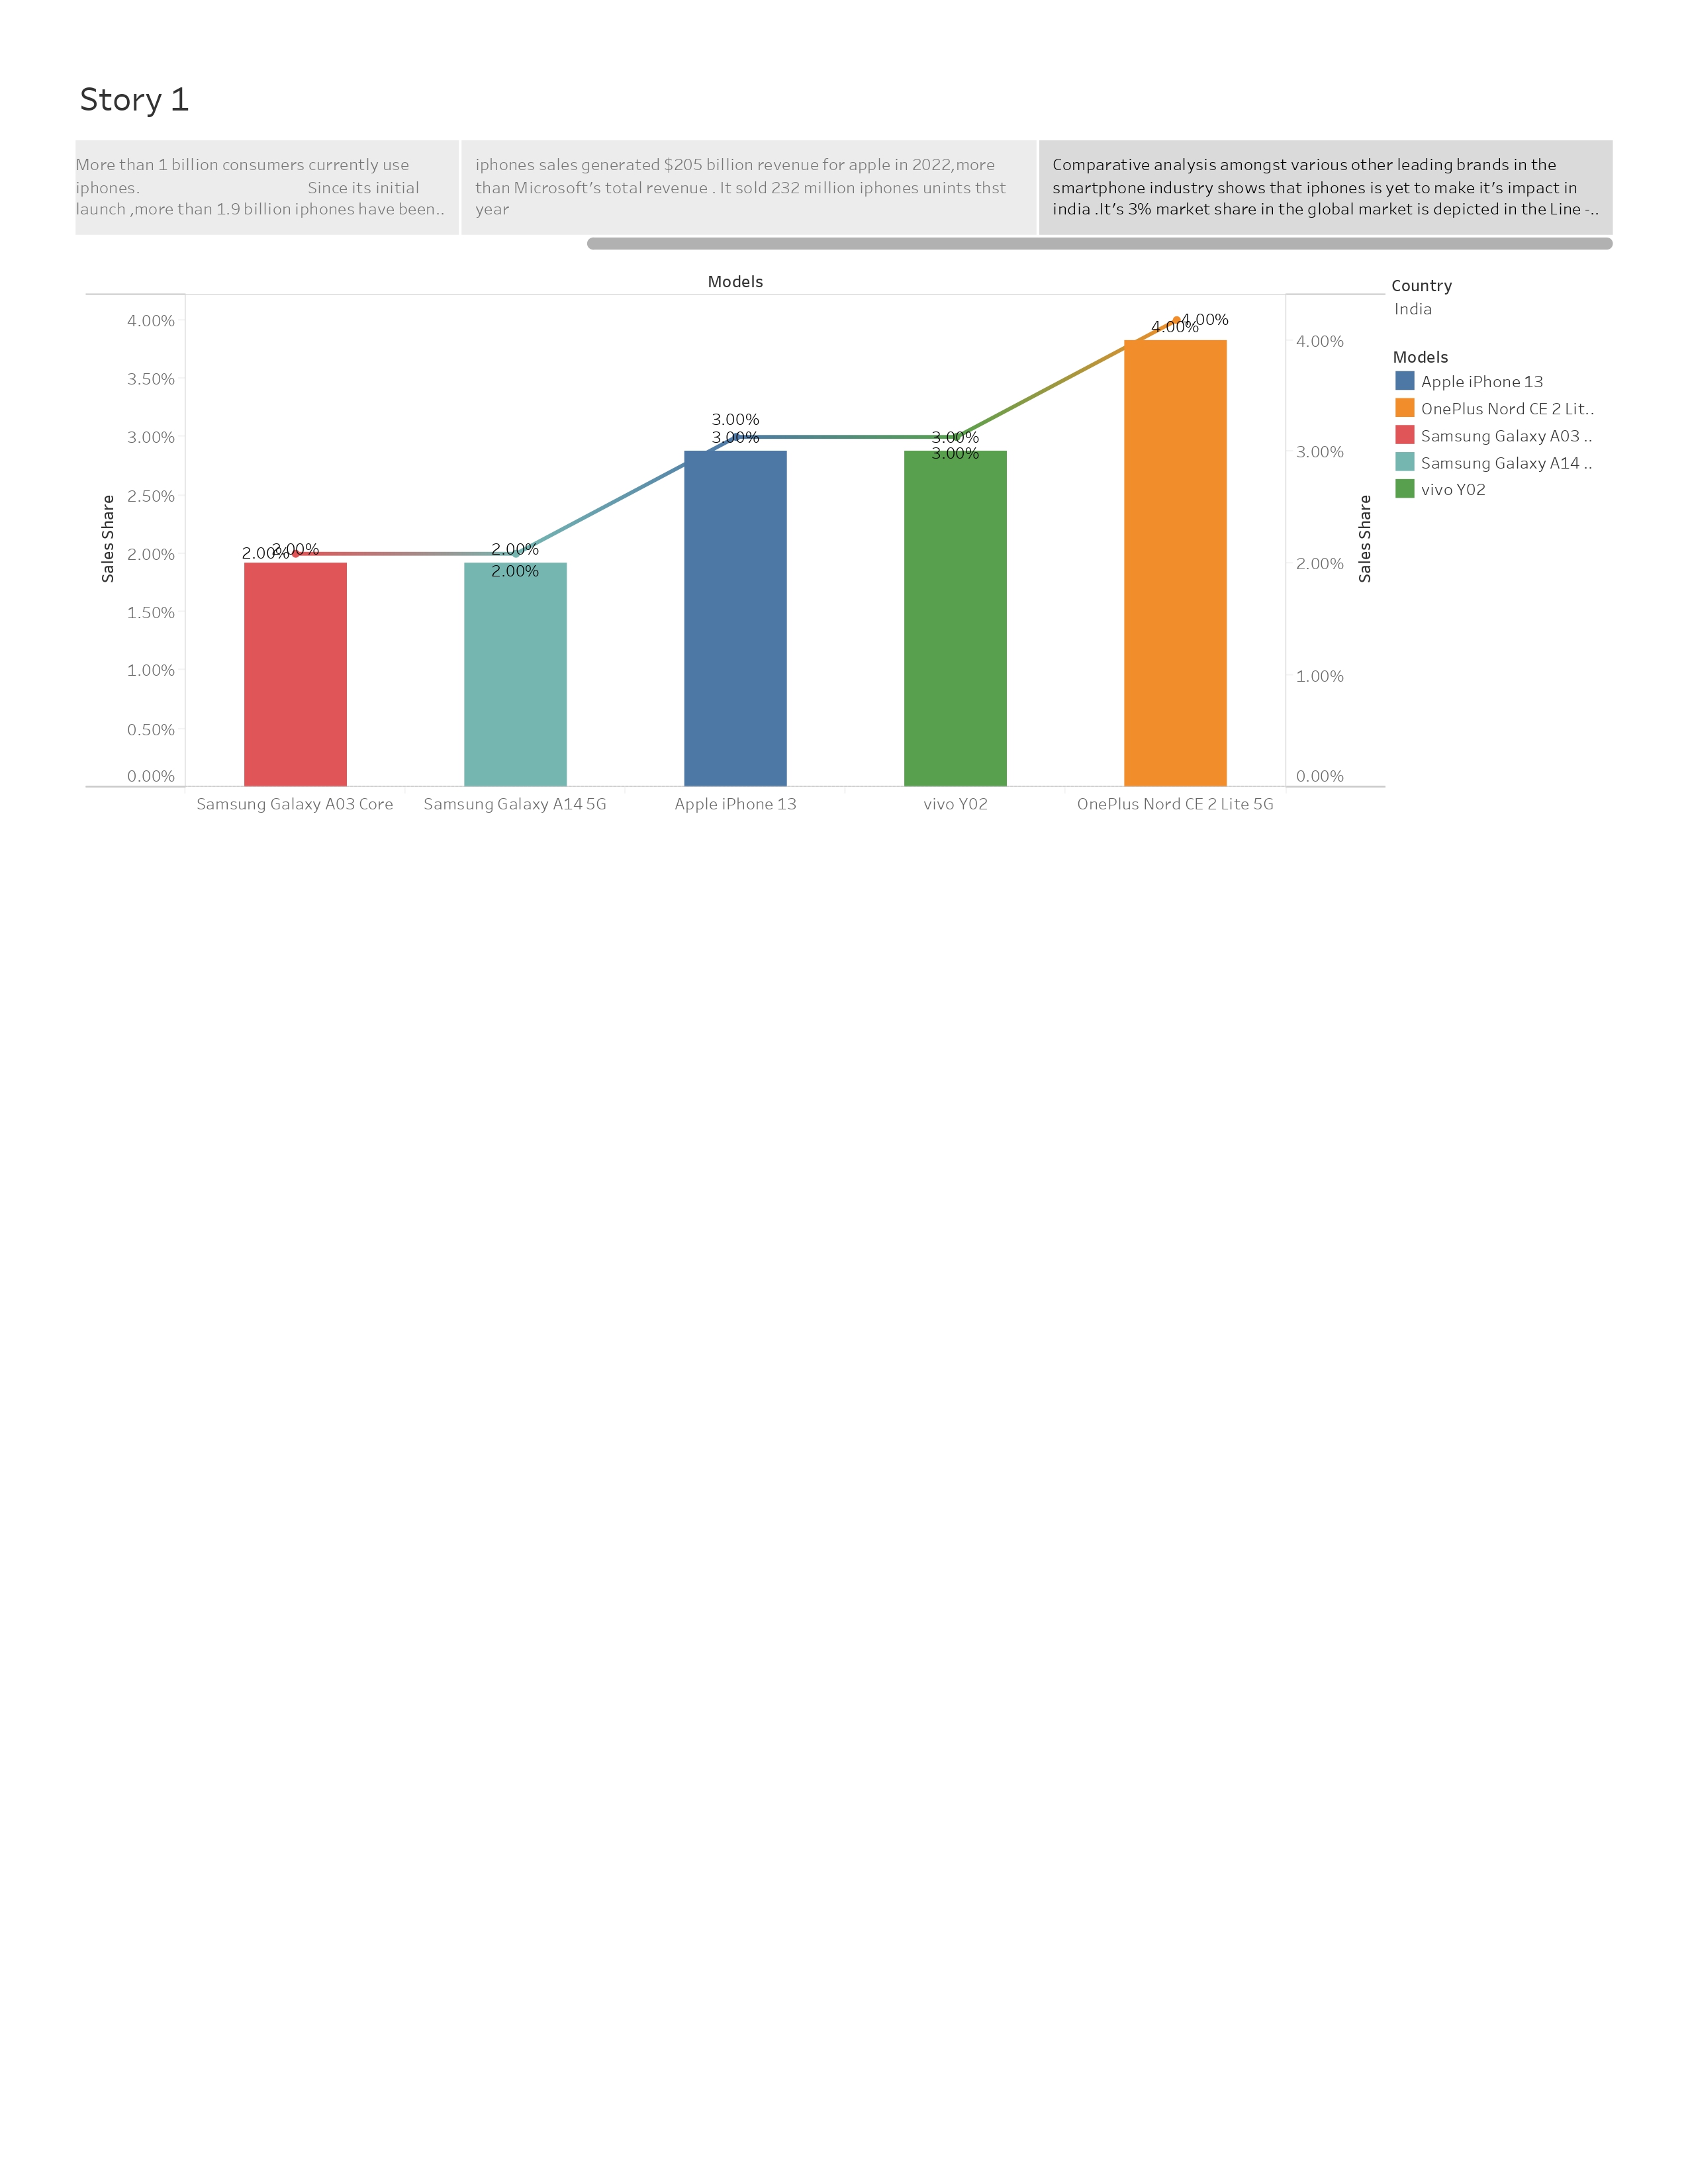 Story 1
More than 1 billion consumers currently use
iphones. Since its initial
launch ,more than 1.9 billion iphones have been..
iphones sales generated $205 billion revenue for apple in 2022,more
than Microsoft's total revenue . It sold 232 million iphones unints thst
year
Comparative analysis amongst various other leading brands in the
smartphone industry shows that iphones is yet to make it's impact in
india .It's 3% market share in the global market is depicted in the Line -..
Models
Sales Share
4.00%
3.50%
3.00%
2.50%
2.00%
1.50%
1.00%
0.50%
0.00%
2.00%
2.00%
2.00%
2.00%
3.00%
3.00%
3.00%
3.00%
4.00%
4.00%
Samsung Galaxy A03 Core
Samsung Galaxy A14 5G
Apple iPhone 13
vivo Y02
OnePlus Nord CE 2 Lite 5G
4.00%
3.00%
2.00%
1.00%
0.00%
Sales Share
Country
India
Models
Apple iPhone 13
OnePlus Nord CE 2 Lit..
Samsung Galaxy A03 ..
Samsung Galaxy A14 ..
vivo Y02